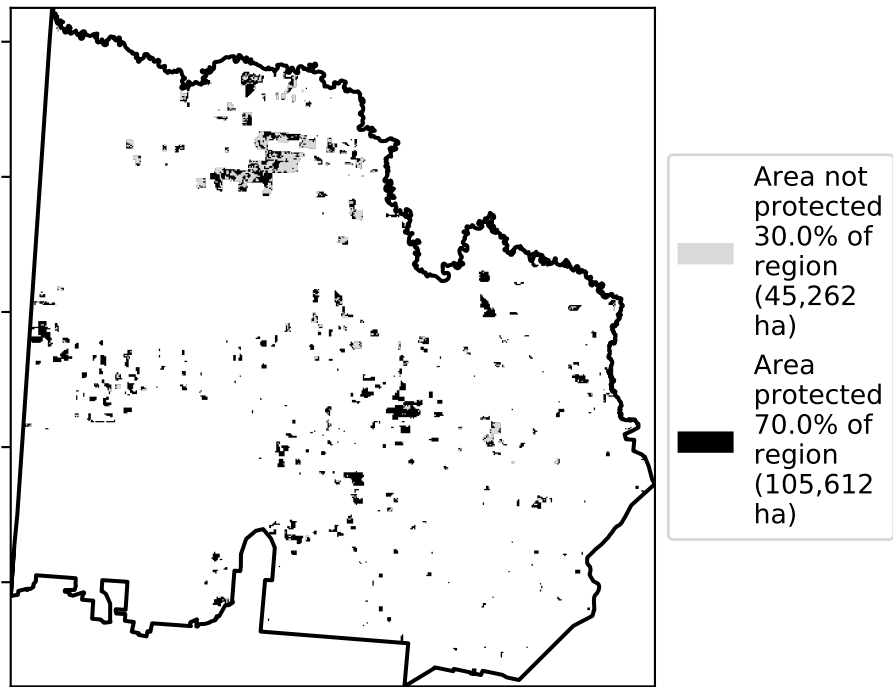 Area not
protected
30.0% of
region
(45,262
ha)
Area
protected
70.0% of
region
(105,612
ha)